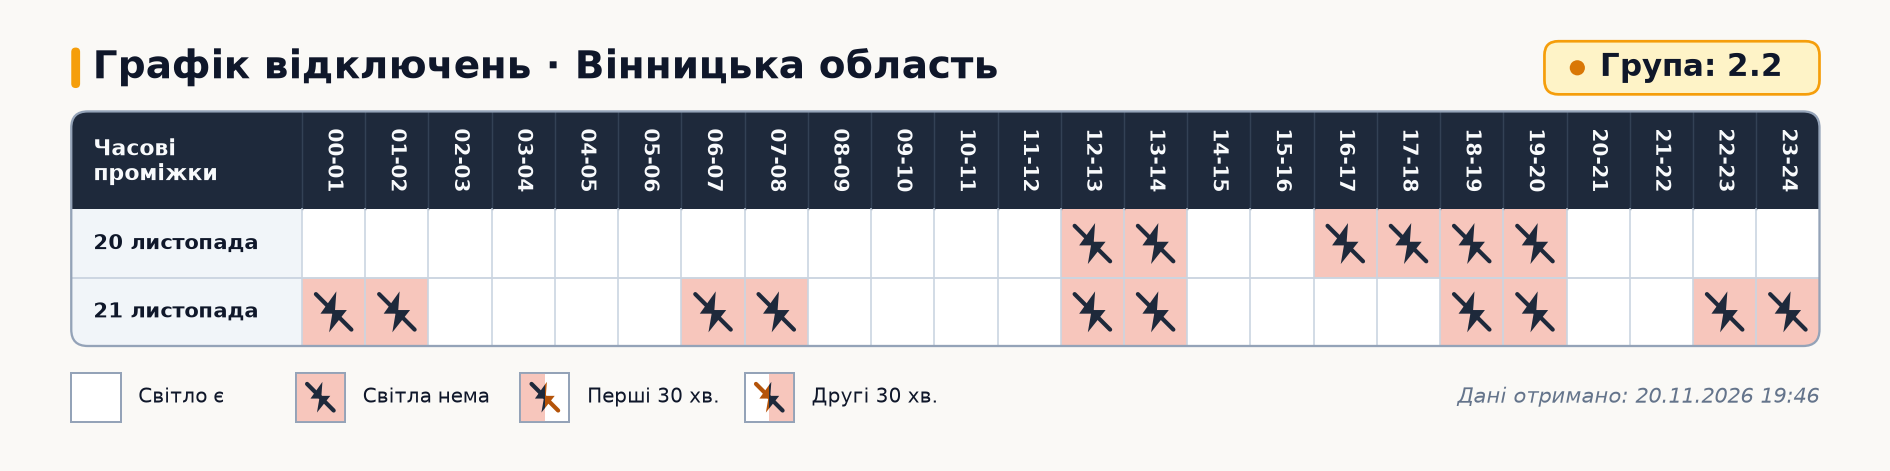 Графік відключень · Вінницька область
Група: 2.2
Часові
проміжки
00-01
01-02
02-03
03-04
04-05
05-06
06-07
07-08
08-09
09-10
10-11
11-12
12-13
13-14
14-15
15-16
16-17
17-18
18-19
19-20
20-21
21-22
22-23
23-24
20 листопада
21 листопада
Світло є
Світла нема
Перші 30 хв.
Другі 30 хв.
Дані отримано: 20.11.2026 19:46